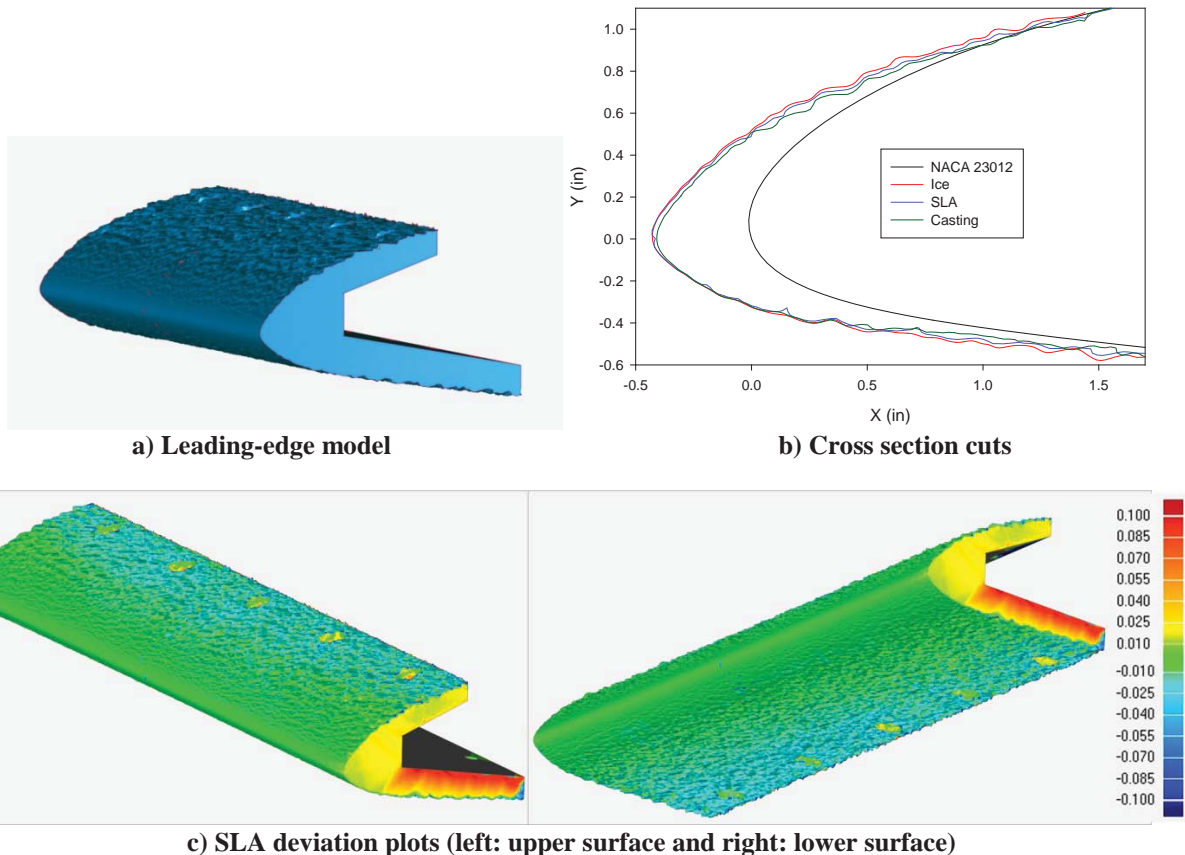 1.0
0.8
0.6
0.4
0.2
0.0
-0.2
-0.4
-0.6
Y (in)
NACA 23012
Ice
SLA
Casting
-0.5 0.0 0.5 1.0 1.5
X (in)
a) Leading-edge model
b) Cross section cuts
0.100
0.085
0.070
0.055
0.040
0.025
0.010
-0.010
-0.025
-0.040
-0.055
-0.070
-0.085
-0.100
c) SLA deviation plots (left: upper surface and right: lower surface)